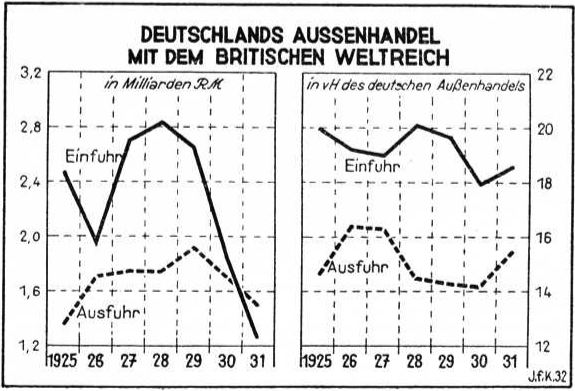 DEUTSCHLANDS AUSSENHANDEL
MIT DEM BRITISCHEN WELTREICH
in Milliarden RM
in vH des deutschen Außenhandels
3,2
2,8
2,4
2,0
1,6
1,2
Einfuhr
Ausfuhr
1925 26 27 28 29 30 31
Einfuhr
Ausfuhr
22
20
18
16
14
12
1925 26 27 28 29 30 31
J.f.K.32